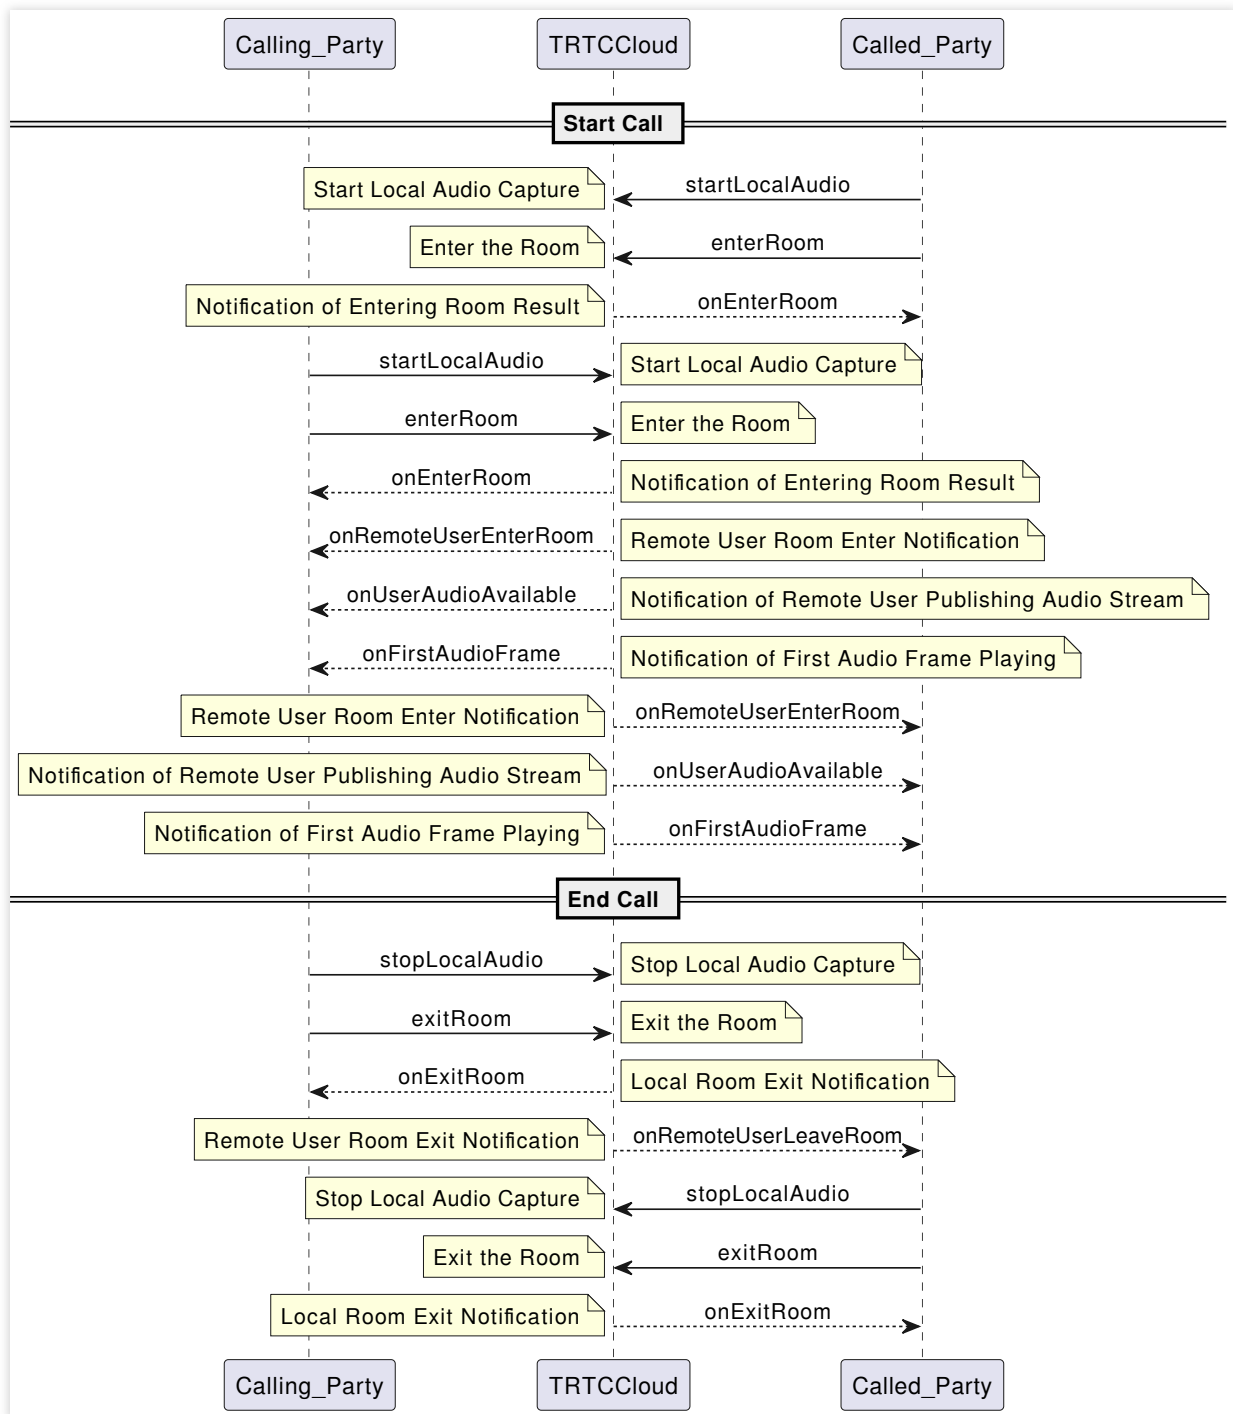 Calling_Party TRTCCloud Called_Party
Start Call
Start Local Audio Capture startLocalAudio
Enter the Room enterRoom
Notification of Entering Room Result onEnterRoom
startLocalAudio Start Local Audio Capture
enterRoom Enter the Room
onEnterRoom Notification of Entering Room Result
onRemoteUserEnterRoom Remote User Room Enter Notification
onUserAudioAvailable Notification of Remote User Publishing Audio Stream
onFirstAudioFrame Notification of First Audio Frame Playing
Remote User Room Enter Notification onRemoteUserEnterRoom
Notification of Remote User Publishing Audio Stream onUserAudioAvailable
Notification of First Audio Frame Playing onFirstAudioFrame
End Call
stopLocalAudio Stop Local Audio Capture
exitRoom Exit the Room
onExitRoom Local Room Exit Notification
Remote User Room Exit Notification onRemoteUserLeaveRoom
Stop Local Audio Capture stopLocalAudio
Exit the Room exitRoom
Local Room Exit Notification onExitRoom
Calling_Party TRTCCloud Called_Party